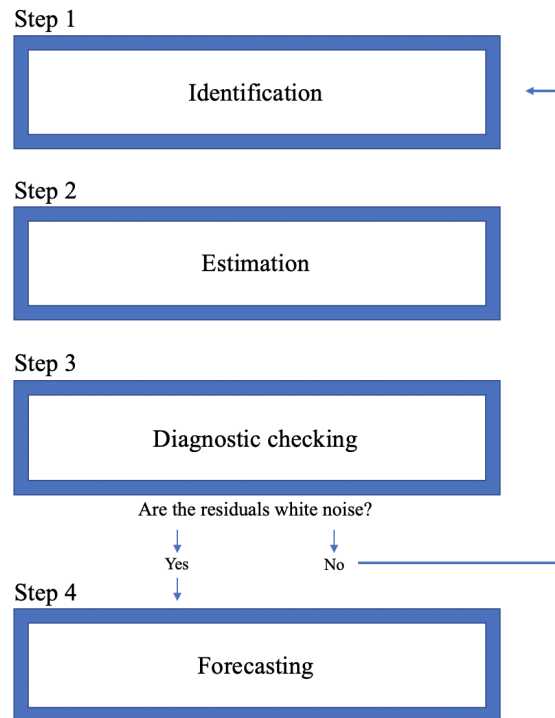 Step 1
Identification
Step 2
Estimation
Step 3
Diagnostic checking
Are the residuals white noise?
Yes
No
Step 4
Forecasting